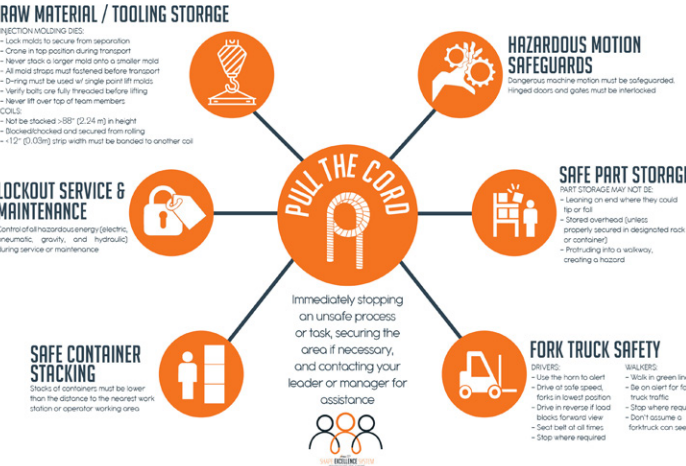 RAW MATERIAL / TOOLING STORAGE
INJECTION MOLDING DIES:
- Lock molds to secure from separation
- Crane in top position during transport
- Never stack a larger mold onto a smaller mold
- All mold straps must fastened before transport
- D-ring must be used w/ single point lift molds
- Verify bolts are fully threaded before lifting
- Never lift over top of team members
COILS:
- Not be stacked >88" (2.24 m) in height
- Blocked/chocked and secured from rolling
- <12" (0.03m) strip width must be banded to another coil
HAZARDOUS MOTION
SAFEGUARDS
Dangerous machine motion must be safeguarded.
Hinged doors and gates must be interlocked
LOCKOUT SERVICE &
MAINTENANCE
Control of all hazardous energy (electric,
pneumatic, gravity, and hydraulic)
during service or maintenance
PULL THE CORD
SAFE PART STORAGE
PART STORAGE MAY NOT BE:
- Leaning on end where they could
tip or fall
- Stored overhead (unless
properly secured in designated rack
or container)
- Protruding into a walkway,
creating a hazard
Immediately stopping
an unsafe process
or task, securing the
area if necessary,
and contacting your
leader or manager for
assistance
SAFE CONTAINER
STACKING
Stacks of containers must be lower
than the distance to the nearest work
station or operator working area
FORK TRUCK SAFETY
DRIVERS:
- Use the horn to alert
- Drive at safe speed,
forks in lowest position
- Drive in reverse if load
blocks forward view
- Seat belt at all times
- Stop where required
WALKERS:
- Walk in green
- Be on alert for
truck traffic
- Stop where
- Don't assume a
forktruck can see
EXCELLENCE